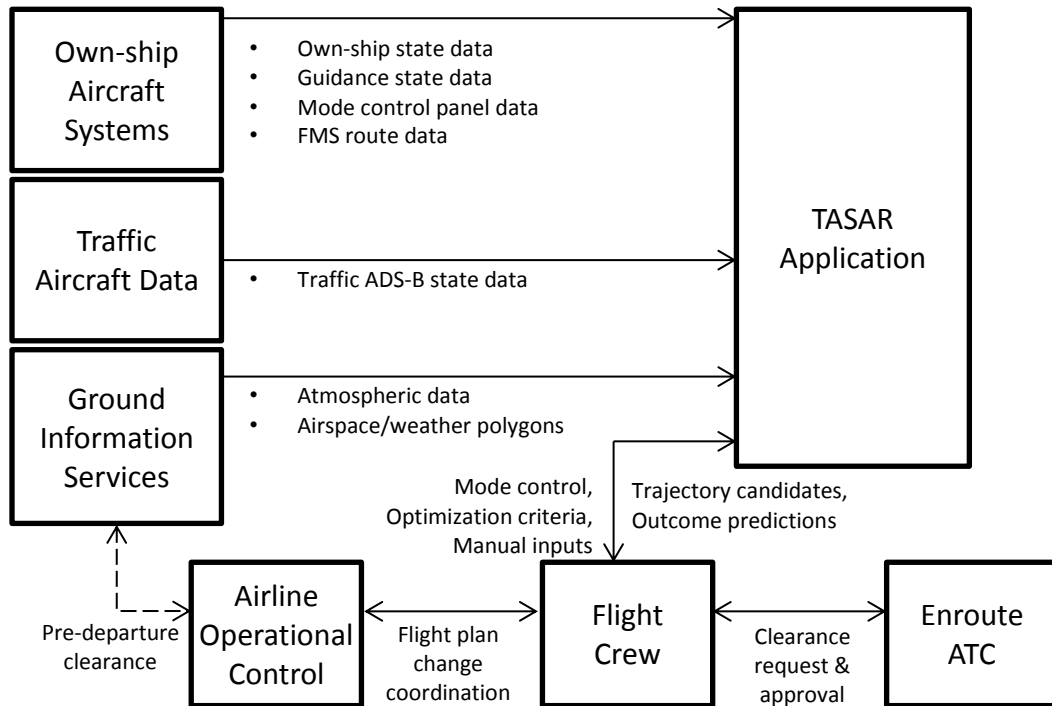 Own-ship
Aircraft
Systems
• Own-ship state data
• Guidance state data
• Mode control panel data
• FMS route data
TASAR
Application
Traffic
Aircraft Data
• Traffic ADS-B state data
Ground
Information
Services
• Atmospheric data
• Airspace/weather polygons
Mode control,
Optimization criteria,
Manual inputs
Trajectory candidates,
Outcome predictions
Pre-departure
clearance
Airline
Operational
Control
Flight plan
change
coordination
Flight
Crew
Clearance
request &
approval
Enroute
ATC